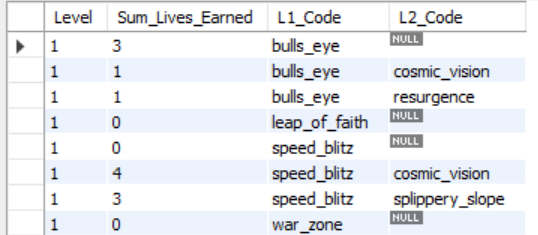 Level Sum_Lives_Earned L1_Code L2_Code
1 3 bulls_eye NULL
1 1 bulls_eye cosmic_vision
1 1 bulls_eye resurgence
1 0 leap_of_faith NULL
1 0 speed_blitz NULL
1 4 speed_blitz cosmic_vision
1 3 speed_blitz splippery_slope
1 0 war_zone NULL